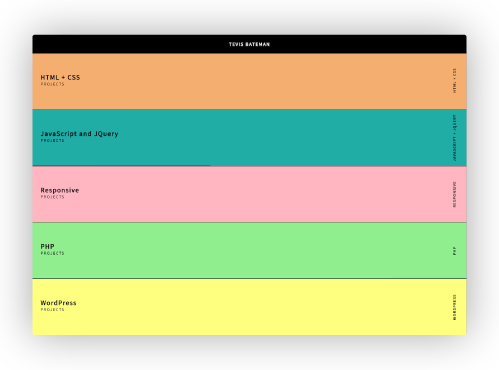 TEVIS BATEMAN
HTML + CSS
PROJECTS
HTML + CSS
JavaScript and JQuery
PROJECTS
JAVASCRIPT + JQUERY
Responsive
PROJECTS
RESPONSIVE
PHP
PROJECTS
PHP
WordPress
PROJECTS
WORDPRESS